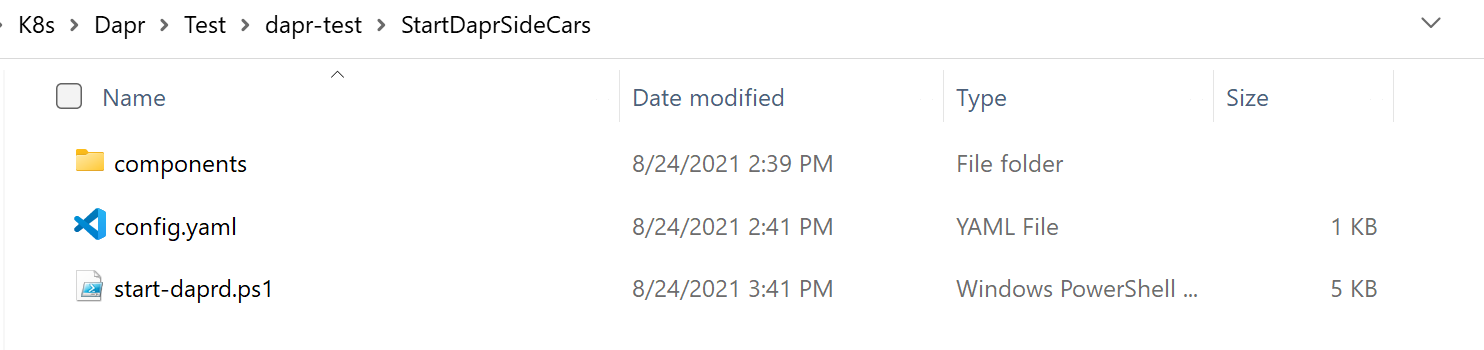 K8s > Dapr > Test > dapr-test > StartDaprSideCars
Name Date modified Type Size
components 8/24/2021 2:39 PM File folder
config.yaml 8/24/2021 2:41 PM YAML File 1 KB
start-daprd.ps1 8/24/2021 3:41 PM Windows PowerShell ... 5 KB